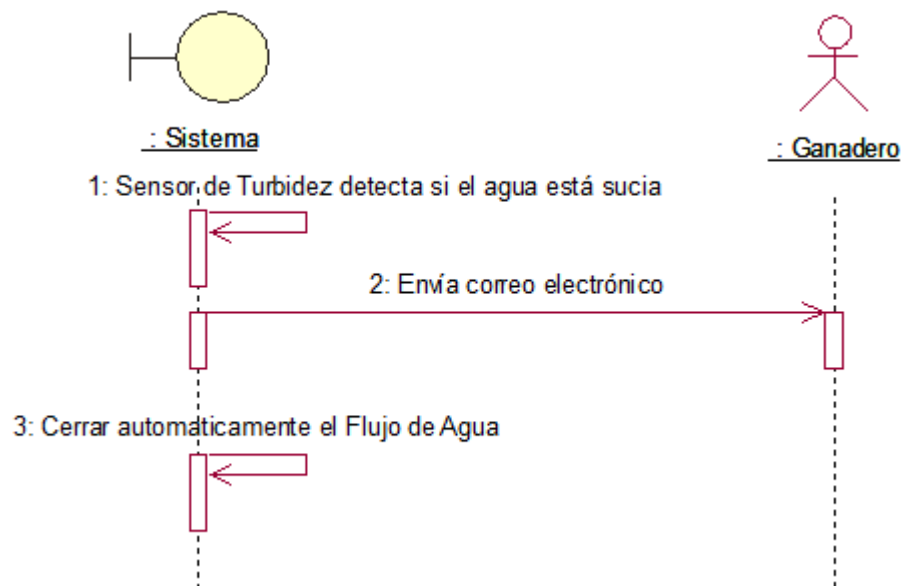 : Sistema
: Ganadero
1: Sensor de Turbidez detecta si el agua está sucia
2: Envía correo electrónico
3: Cerrar automaticamente el Flujo de Agua